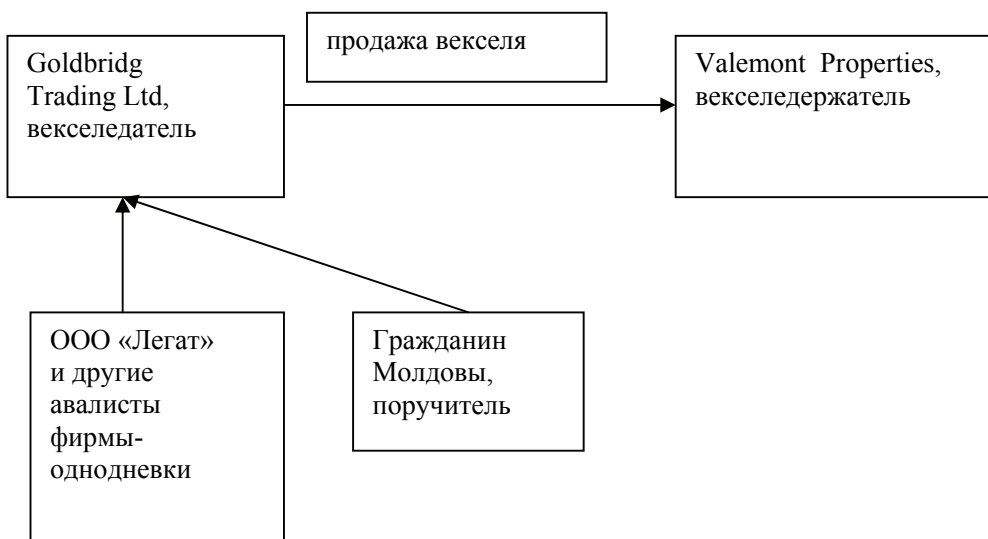 продажа векселя
Goldbridg
Trading Ltd,
векселедатель
Valemont Properties,
векселедержатель
ООО «Легат»
и другие
авалисты
фирмы-
однодневки
Гражданин
Молдовы,
поручитель